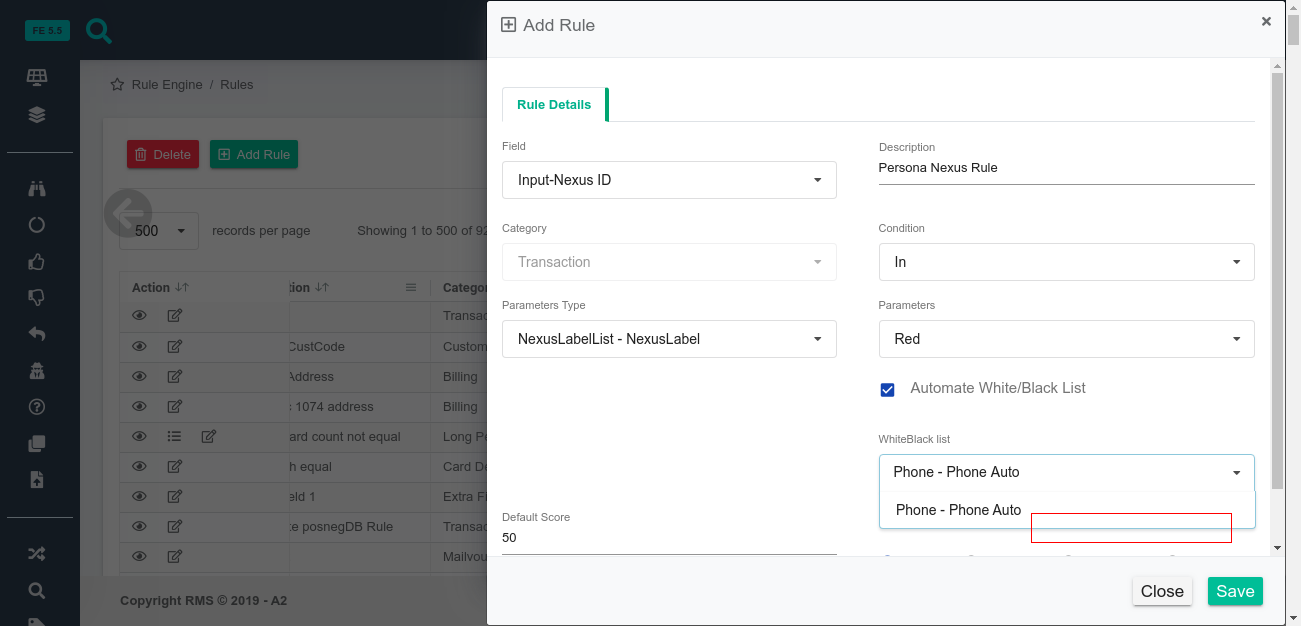 FE 5.5
Add Rule
×
Rule Engine / Rules
Rule Details
Delete
Add Rule
Field
Input-Nexus ID
Description
Persona Nexus Rule
500
records per page
Showing 1 to 500 of 92
Category
Transaction
Condition
In
Action
tion
Catego
Parameters Type
NexusLabelList - NexusLabel
Parameters
Red
Transac
CustCode
Custom
Address
Billing
1074 address
Billing
ard count not equal
Long Pe
h equal
Card De
eld 1
Extra Fi
te posnegDB Rule
Transac
Mailvou
Automate White/Black List
WhiteBlack list
Phone - Phone Auto
Phone - Phone Auto
Default Score
50
Copyright RMS © 2019 - A2
Close
Save